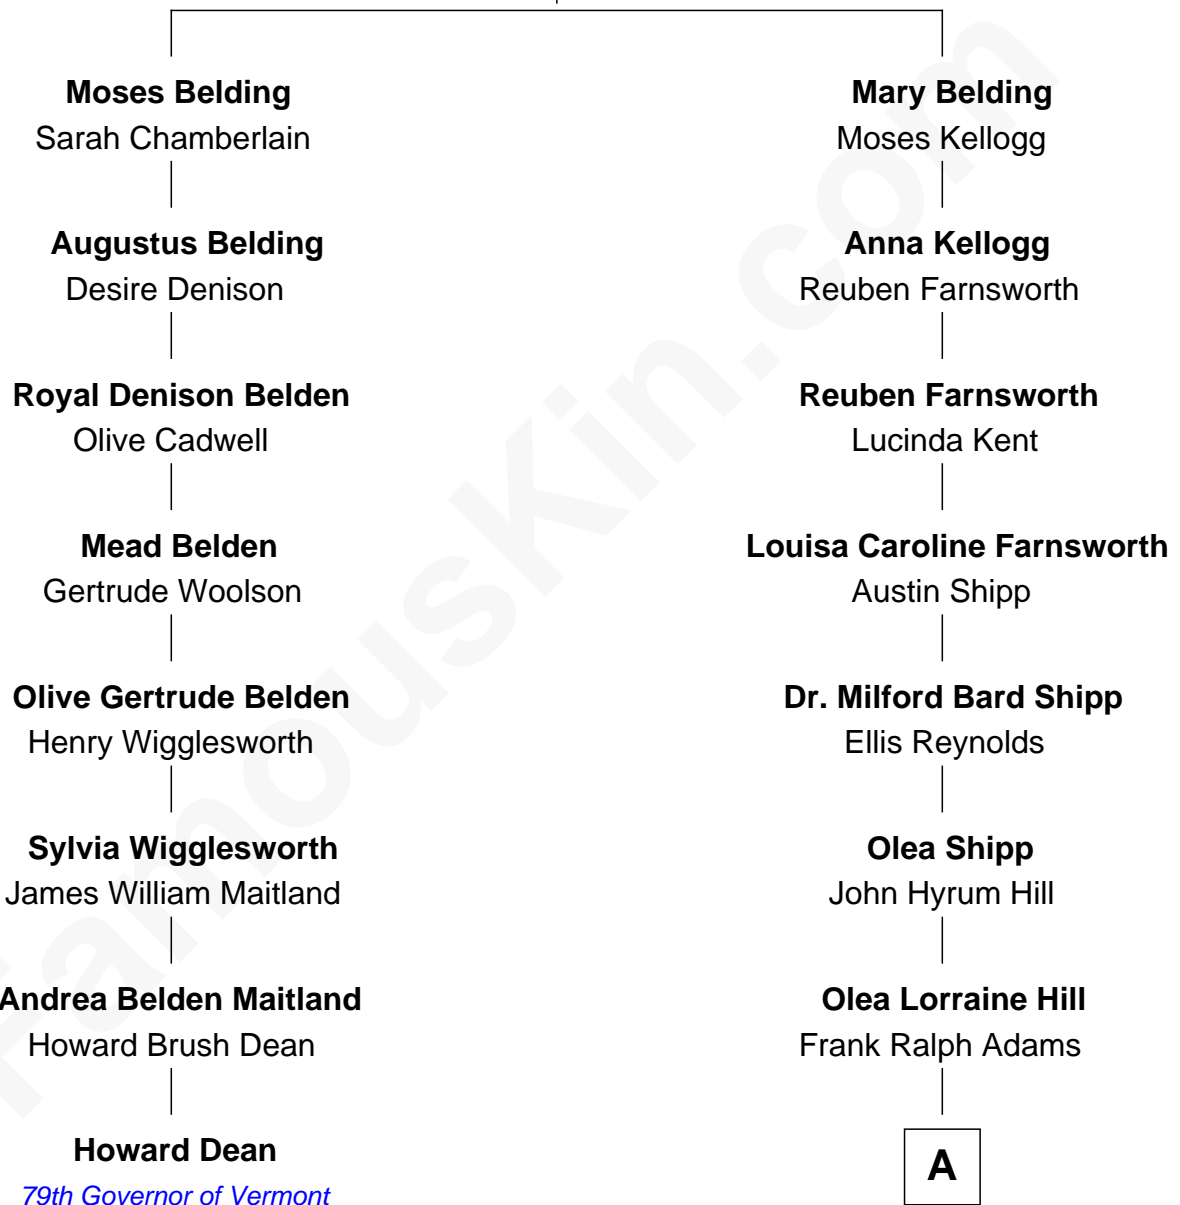 Moses Belding
Sarah Chamberlain
Augustus Belding
Desire Denison
Royal Denison Belden
Olive Cadwell
Mead Belden
Gertrude Woolson
Olive Gertrude Belden
Henry Wigglesworth
Sylvia Wigglesworth
James William Maitland
Andrea Belden Maitland
Howard Brush Dean
Howard Dean
79th Governor of Vermont
Mary Belding
Moses Kellogg
Anna Kellogg
Reuben Farnsworth
Reuben Farnsworth
Lucinda Kent
Louisa Caroline Farnsworth
Austin Shipp
Dr. Milford Bard Shipp
Ellis Reynolds
Olea Shipp
John Hyrum Hill
Olea Lorraine Hill
Frank Ralph Adams
A
FamousKin.com